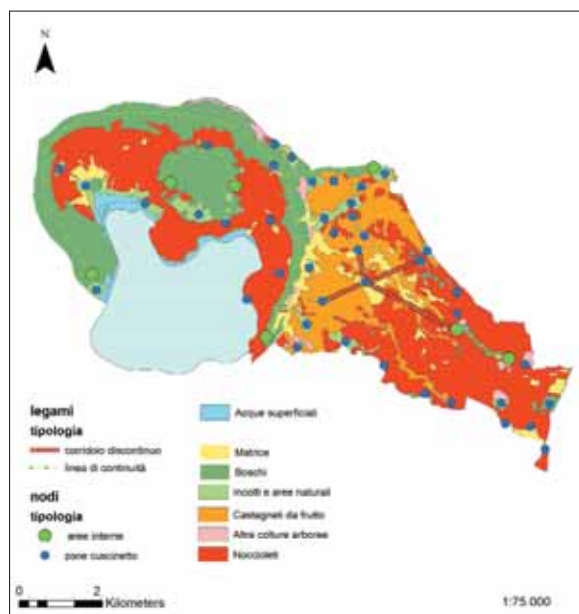 N
legami
tipologia
corridoio discontinuo
linea di continuità
nodi
tipologia
aree interne
zone cuscinetto
Acque superficiali
Matrice
Boschi
Incolti e aree naturali
Castagneti da frutto
Altre colture arboree
Noccioleti
0 2
Kilometers
1:75.000